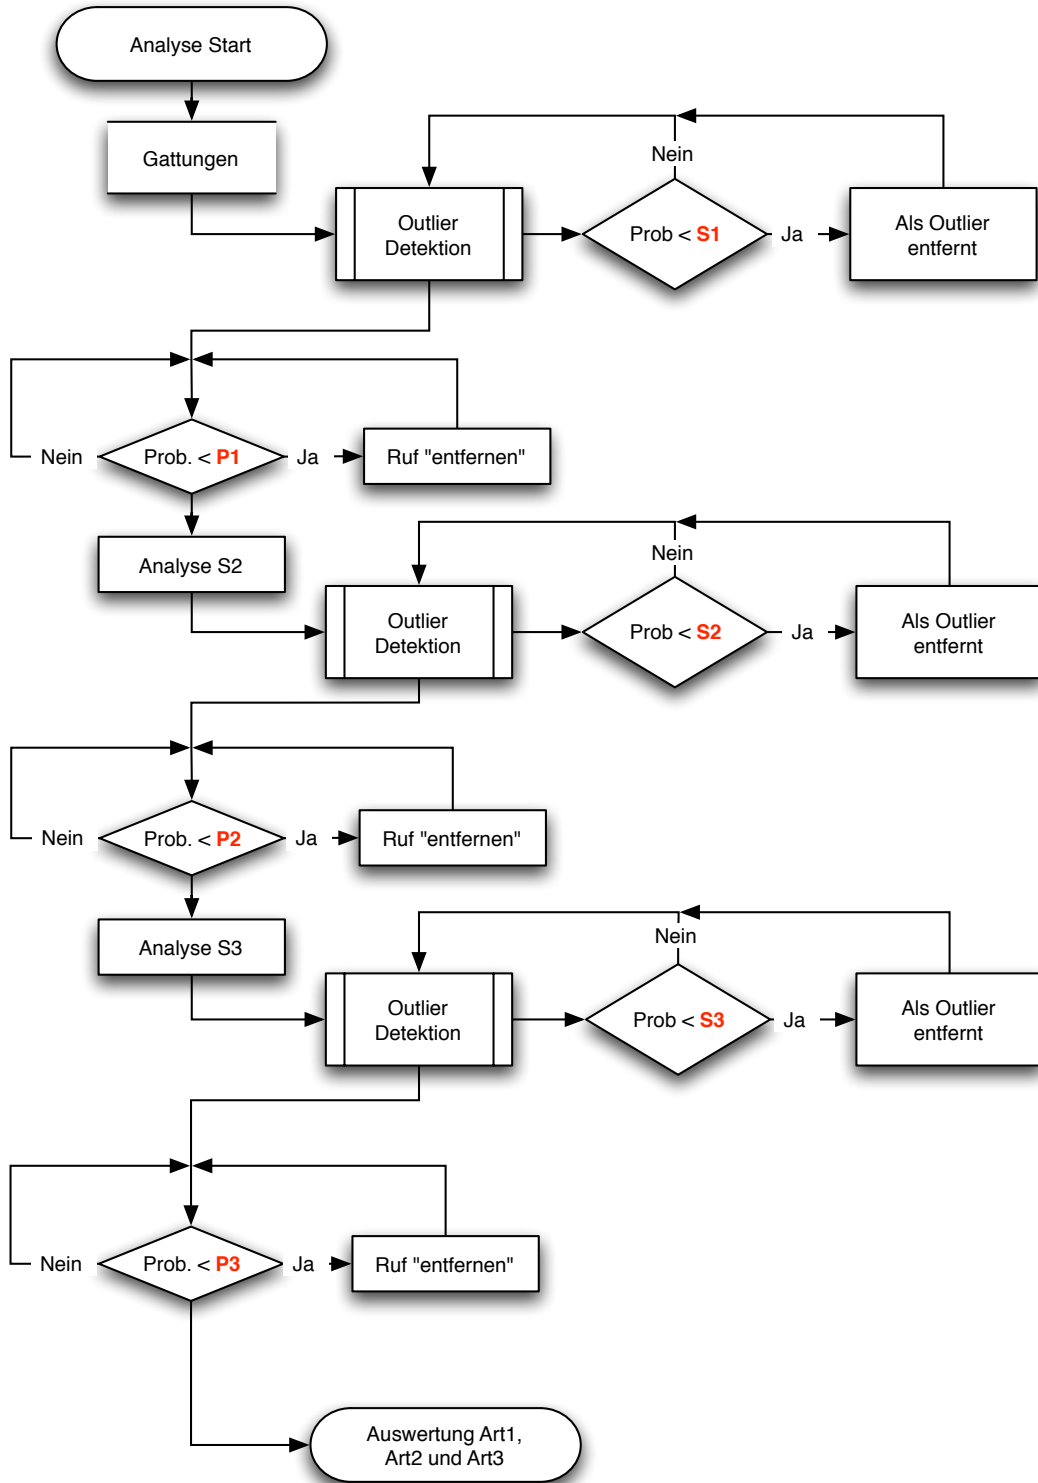 Analyse Start
Gattungen
Nein
Outlier
Detektion
Prob < S1
Ja
Als Outlier
entfernt
Nein
Prob. < P1
Ja
Ruf "entfernen"
Analyse S2
Nein
Outlier
Detektion
Prob < S2
Ja
Als Outlier
entfernt
Nein
Prob. < P2
Ja
Ruf "entfernen"
Analyse S3
Nein
Outlier
Detektion
Prob < S3
Ja
Als Outlier
entfernt
Nein
Prob. < P3
Ja
Ruf "entfernen"
Auswertung Art1,
Art2 und Art3